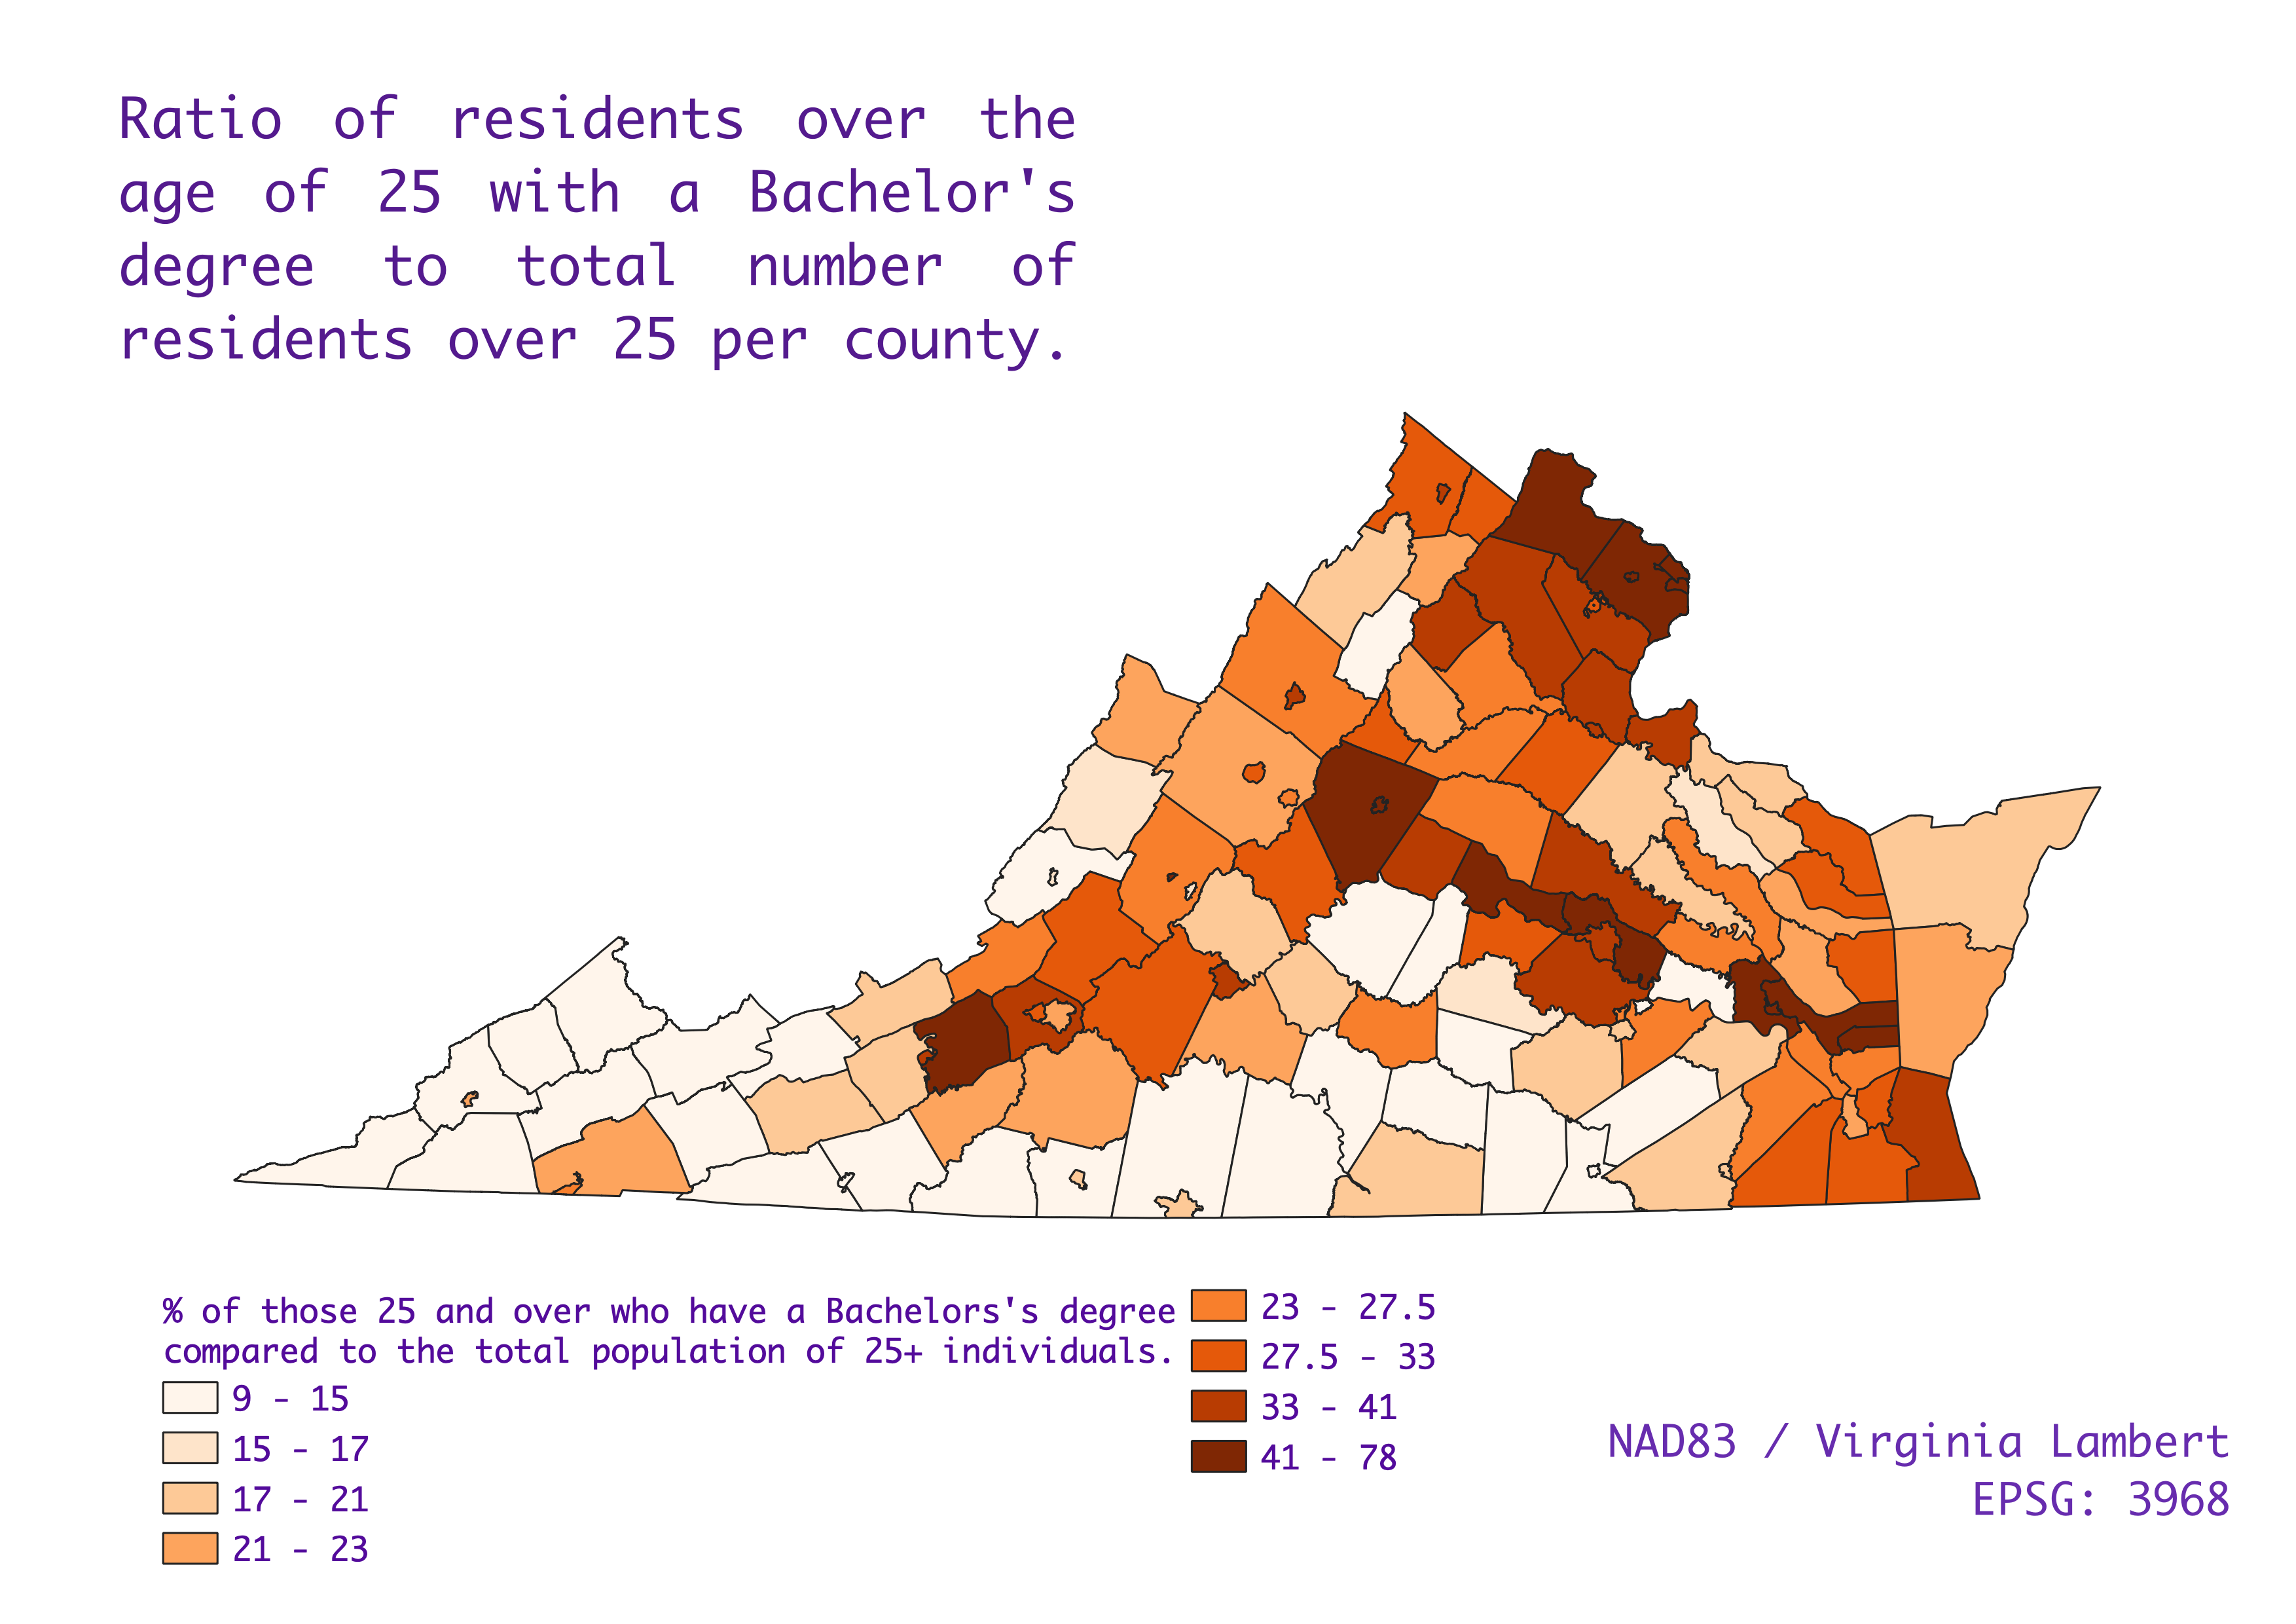 Ratio of residents over the
age of 25 with a Bachelor's
degree to total number of
residents over 25 per county.
% of those 25 and over who have a Bachelors's degree
compared to the total population of 25+ individuals.
9 - 15
15 - 17
17 - 21
21 - 23
23 - 27.5
27.5 - 33
33 - 41
41 - 78
NAD83 / Virginia Lambert
EPSG: 3968